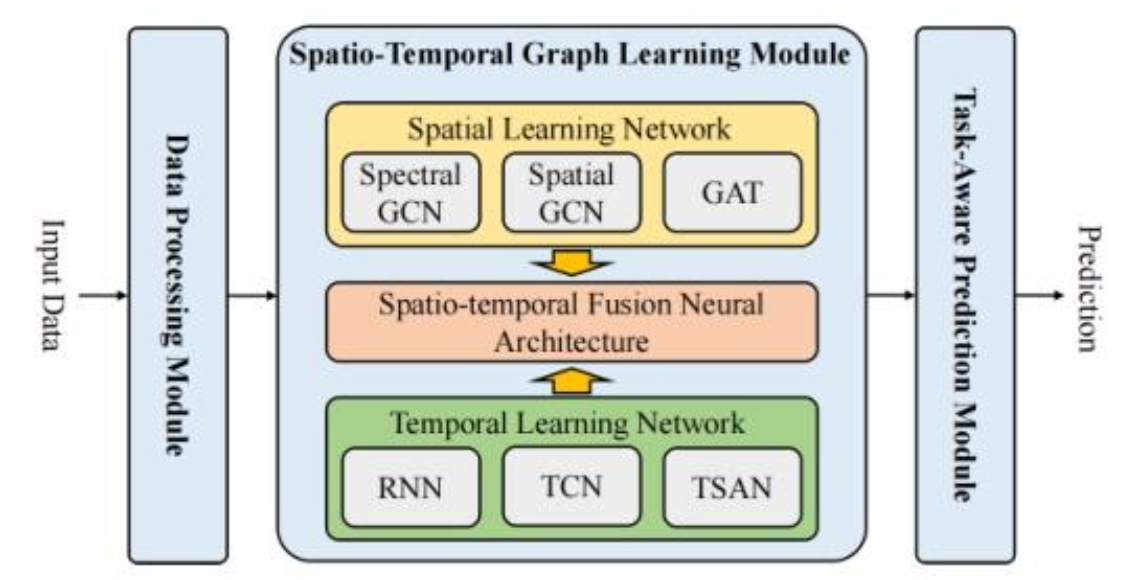 Input Data
Data Processing Module
Spatio-Temporal Graph Learning Module
Spatial Learning Network
Spectral
GCN
Spatial
GCN
GAT
Spatio-temporal Fusion Neural
Architecture
Temporal Learning Network
RNN
TCN
TSAN
Task-Aware Prediction Module
Prediction